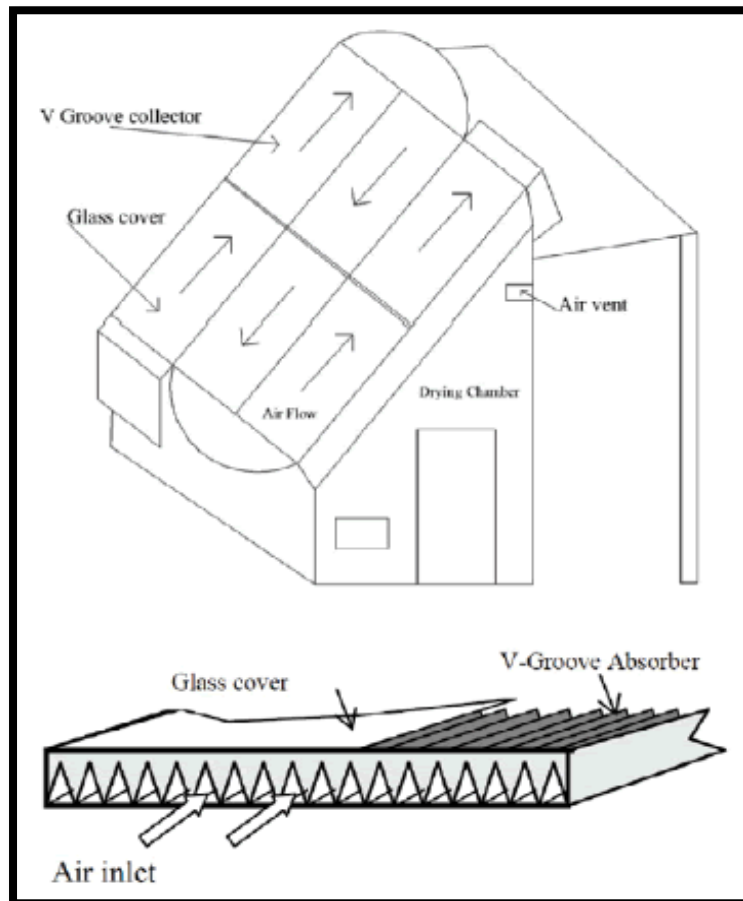 V Groove collector
Glass cover
Air vent
Drying Chamber
Air Flow
V-Groove Absorber
Glass cover
Air inlet